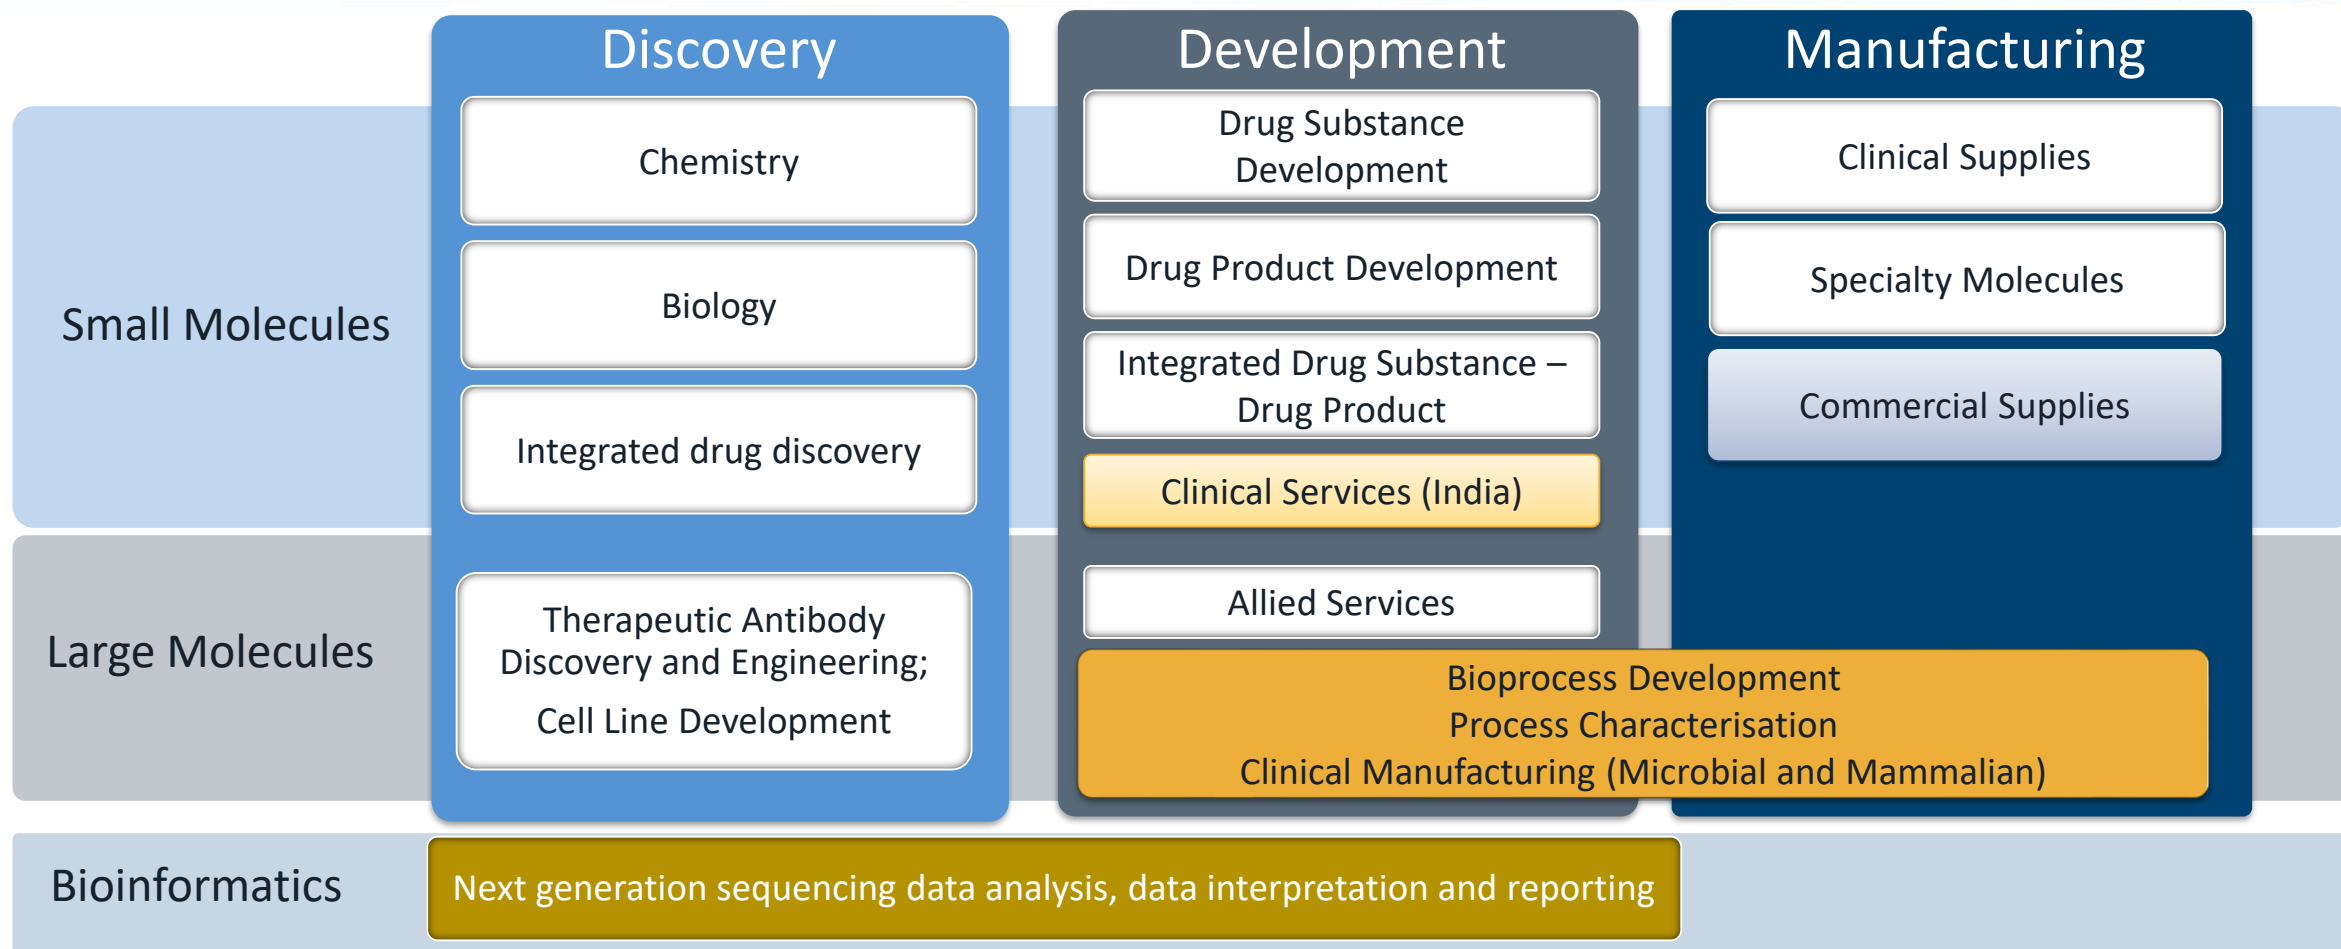 Discovery
Development
Manufacturing
Small Molecules
Chemistry
Biology
Integrated drug discovery
Drug Substance
Development
Drug Product Development
Integrated Drug Substance –
Drug Product
Clinical Services (India)
Clinical Supplies
Specialty Molecules
Commercial Supplies
Large Molecules
Therapeutic Antibody
Discovery and Engineering;
Cell Line Development
Allied Services
Bioprocess Development
Process Characterisation
Clinical Manufacturing (Microbial and Mammalian)
Bioinformatics
Next generation sequencing data analysis, data interpretation and reporting